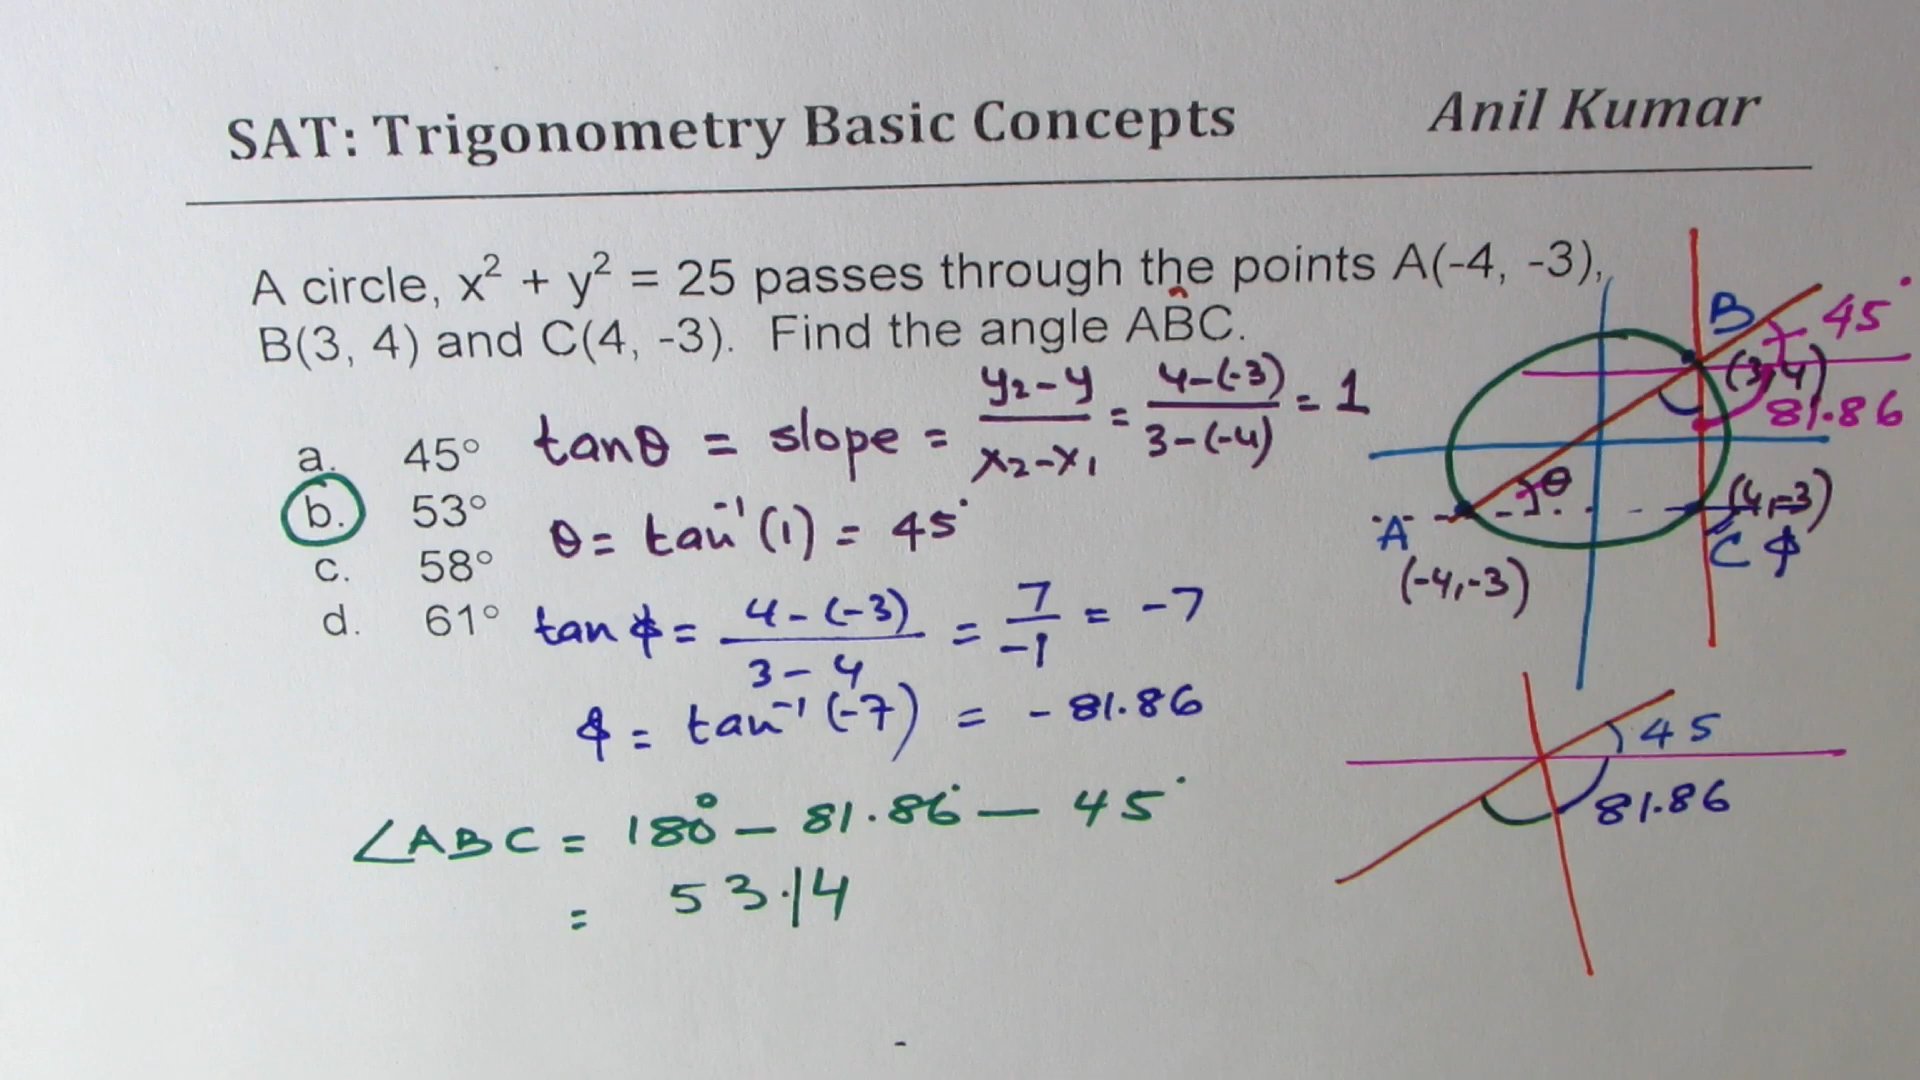 SAT: Trigonometry Basic Concepts
Anil Kumar
A circle, x² + y² = 25 passes through the points A(-4, -3),
B(3, 4) and C(4, -3). Find the angle ABC.
a. 45°
b. 53°
c. 58°
d. 61°
tanθ = slope = (y₂-y)/(x₂-x₁) = (4-(-3))/(3-(-4)) = 1
θ = tan⁻¹(1) = 45°
tan ϕ = (4-(-3))/(3-4) = 7/-1 = -7
ϕ = tan⁻¹(-7) = -81.86
∠ABC = 180° - 81.86° - 45°
= 53.14
B
45°
(3,4)
81.86
θ
(4,-3)
A
C ϕ
(-4,-3)
45
81.86